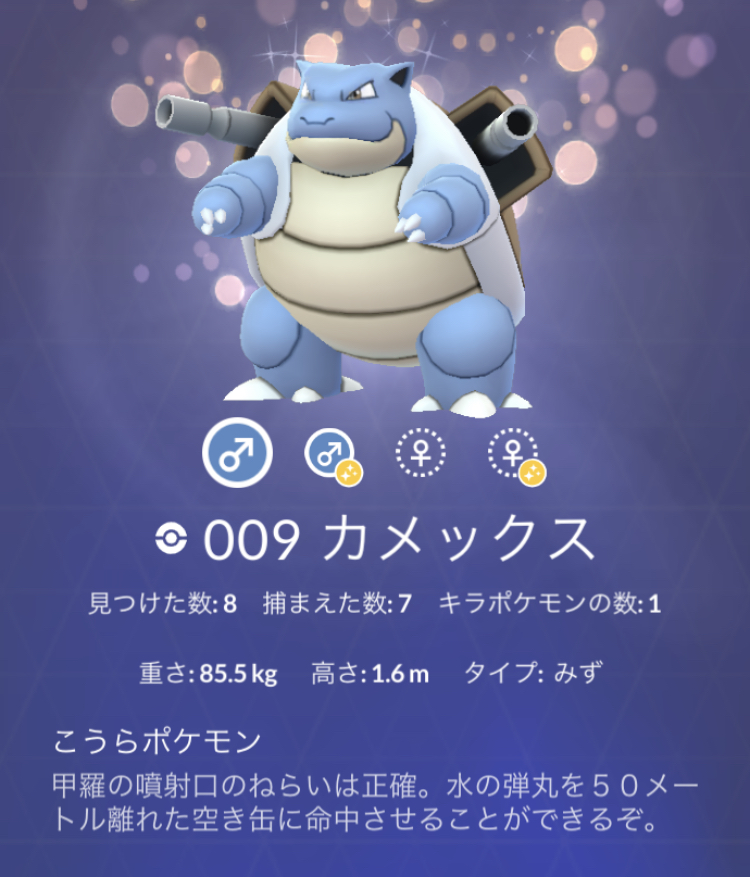 009 カメックス
見つけた数: 8 捕まえた数: 7 キラポケモンの数: 1
重さ: 85.5 kg 高さ: 1.6 m タイプ: みず
こうらポケモン
甲羅の噴射口のねらいは正確。水の弾丸を５０メー
トル離れた空き缶に命中させることができるぞ。